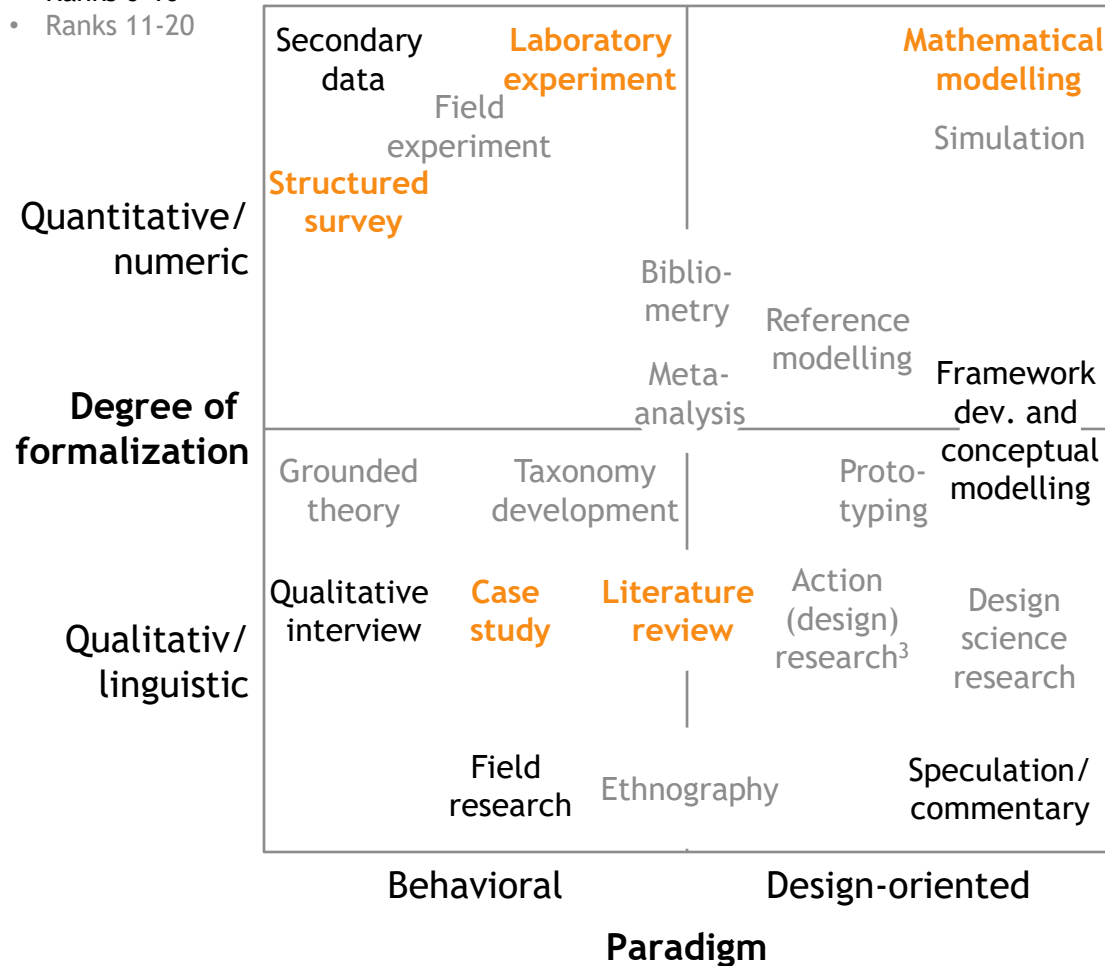 • Ranks 11-20
Secondary
data
Laboratory
experiment
Mathematical
modelling
Field
experiment
Simulation
Structured
survey
Quantitative/
numeric
Biblio-
metry
Reference
modelling
Meta-
analysis
Framework
dev. and
conceptual
modelling
Degree of
formalization
Grounded
theory
Taxonomy
development
Proto-
typing
Qualitative
interview
Case
study
Literature
review
Action
(design)
research3
Design
science
research
Qualitativ/
linguistic
Field
research
Ethnography
Speculation/
commentary
Behavioral
Design-oriented
Paradigm